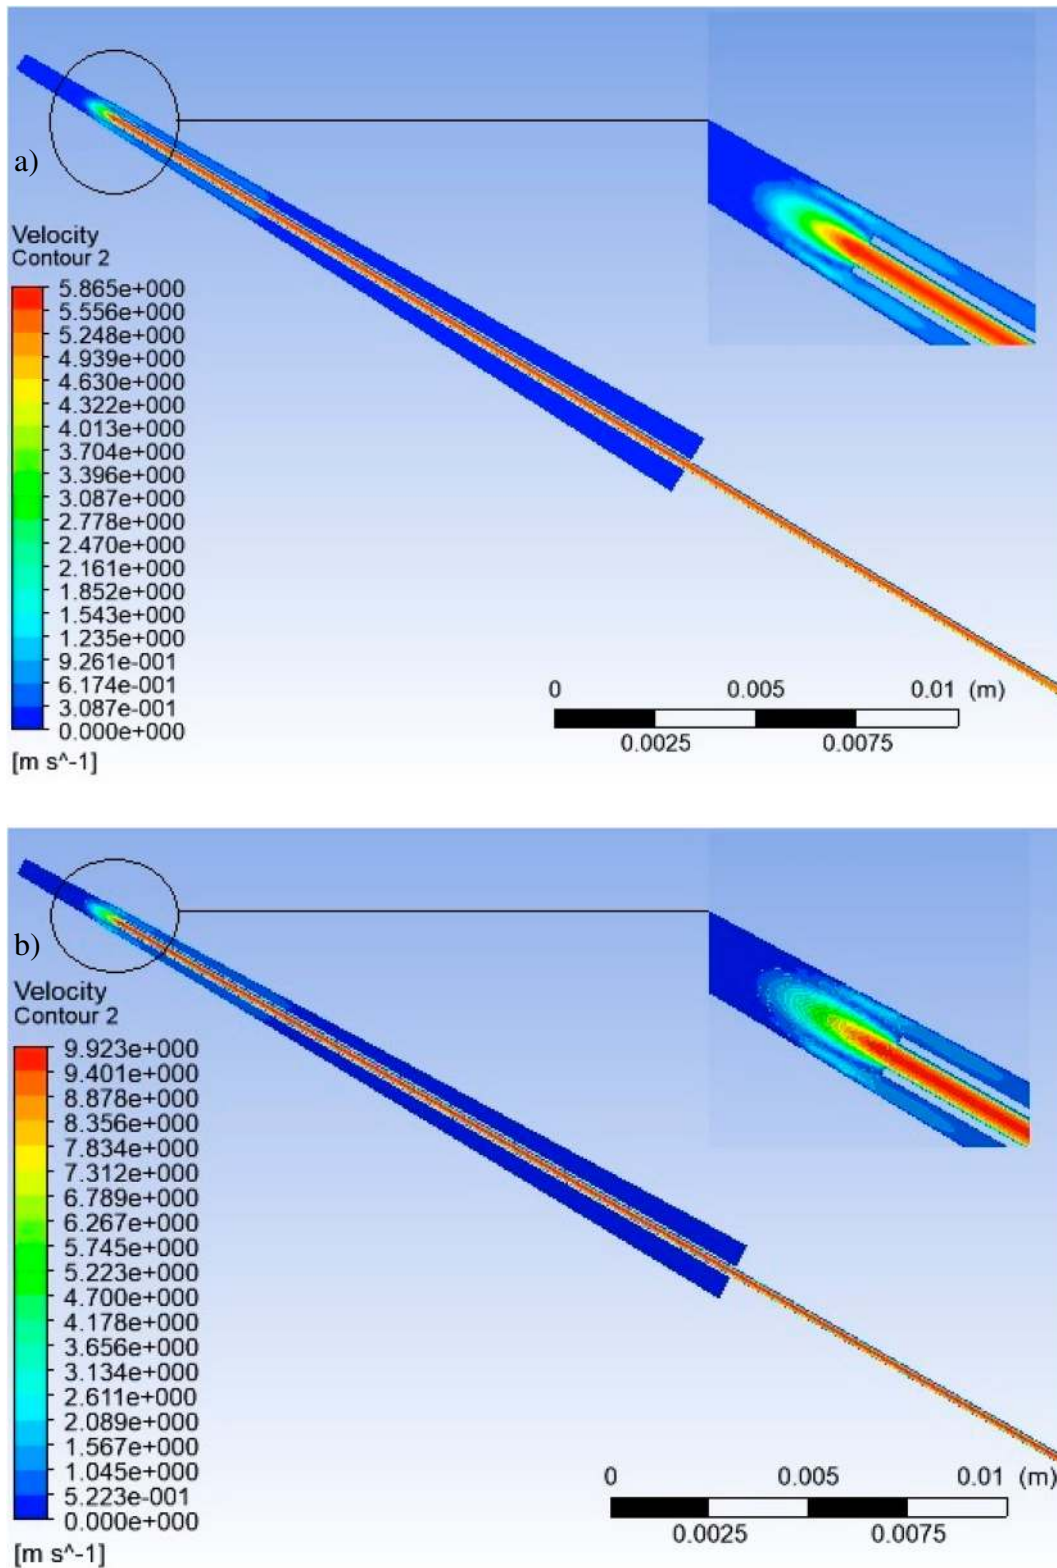 a)
Velocity
Contour 2
5.865e+000
5.556e+000
5.248e+000
4.939e+000
4.630e+000
4.322e+000
4.013e+000
3.704e+000
3.396e+000
3.087e+000
2.778e+000
2.470e+000
2.161e+000
1.852e+000
1.543e+000
1.235e+000
9.261e-001
6.174e-001
3.087e-001
0.000e+000
[m s^-1]
0 0.005 0.01 (m)
0.0025 0.0075
b)
Velocity
Contour 2
9.923e+000
9.401e+000
8.878e+000
8.356e+000
7.834e+000
7.312e+000
6.789e+000
6.267e+000
5.745e+000
5.223e+000
4.700e+000
4.178e+000
3.656e+000
3.134e+000
2.611e+000
2.089e+000
1.567e+000
1.045e+000
5.223e-001
0.000e+000
[m s^-1]
0 0.005 0.01 (m)
0.0025 0.0075